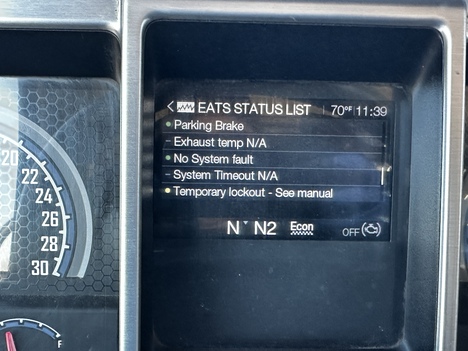 < EATS STATUS LIST 70°F 11:39
Parking Brake
– Exhaust temp N/A
No System fault
– System Timeout N/A
Temporary lockout - See manual
N N2 Econ OFF
20
30
22
24
26
28
30
F